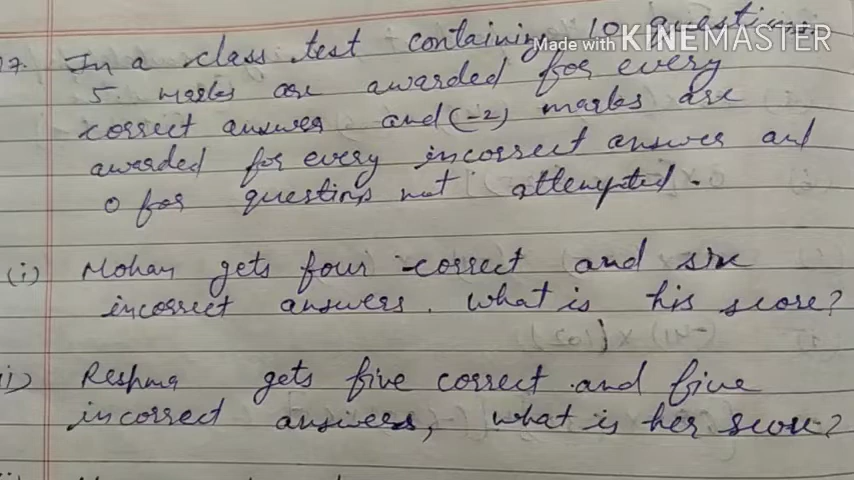 17. In a class test containing 10 questions
Made with KINEMASTER
5 marks are awarded for every
correct answer and (-2) marks are
awarded for every incorrect answer and
0 for questions not attempted.
(i) Mohan gets four correct and six
incorrect answers. What is his score?
i) Reshma gets five correct and five
incorrect answers, what is her score?